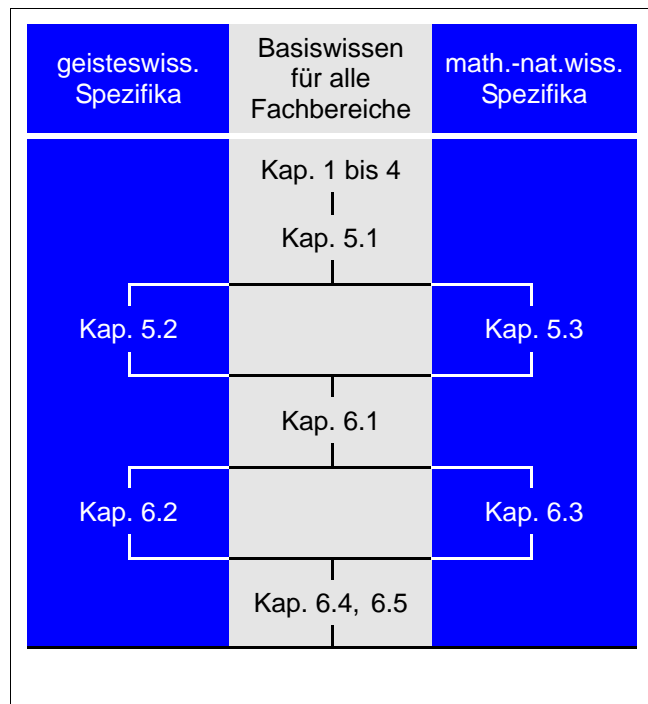 geisteswiss.
Spezifika
Basiswissen
für alle
Fachbereiche
math.-nat.wiss.
Spezifika
Kap. 1 bis 4
Kap. 5.1
Kap. 5.2
Kap. 5.3
Kap. 6.1
Kap. 6.2
Kap. 6.3
Kap. 6.4, 6.5